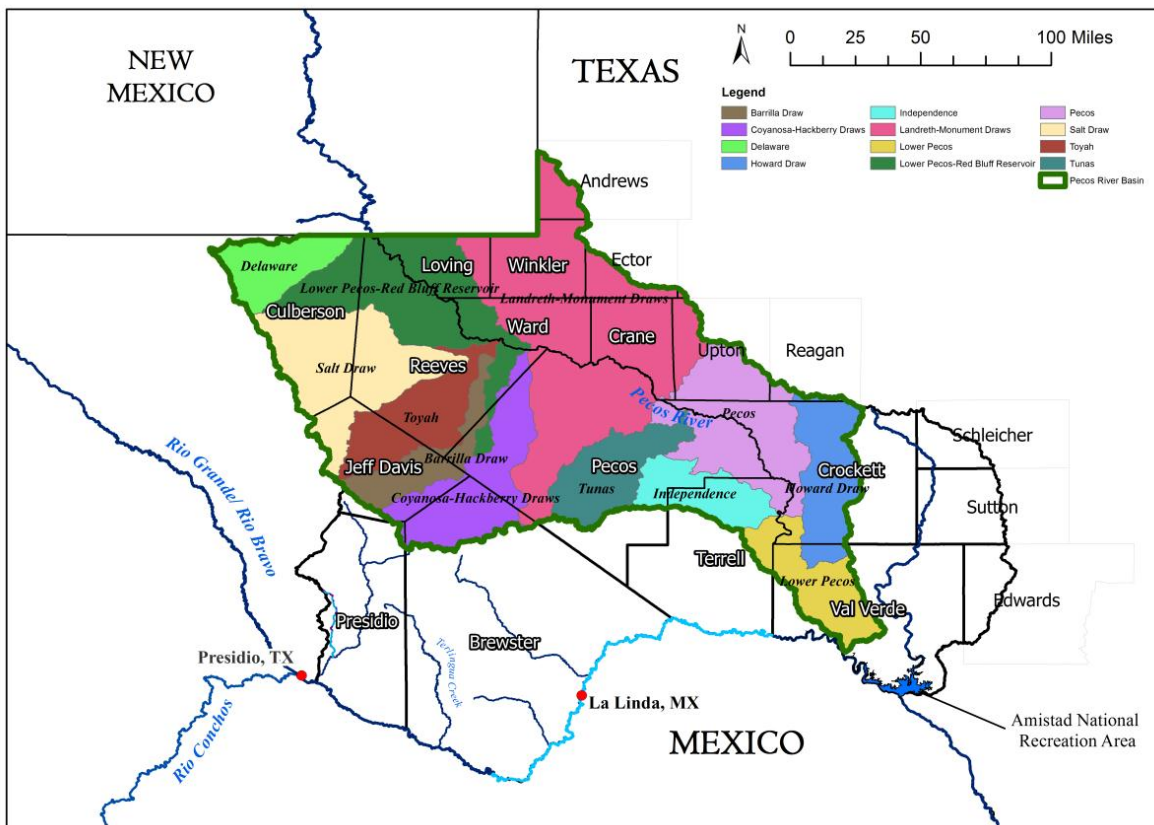 NEW
MEXICO
TEXAS
N
0 25 50 100 Miles
Legend
Barrilla Draw
Coyanosa-Hackberry Draws
Delaware
Howard Draw
Independence
Landreth-Monument Draws
Lower Pecos
Lower Pecos-Red Bluff Reservoir
Pecos
Salt Draw
Toyah
Tunas
Pecos River Basin
Andrews
Ector
Delaware
Loving
Winkler
Lower Pecos-Red Bluff Reservoir
Landreth-Monument Draws
Culberson
Ward
Crane
Upton
Reagan
Salt Draw
Reeves
Toyah
Pecos River
Pecos
Schleicher
Jeff Davis
Barrilla Draw
Pecos
Crockett
Coyanosa-Hackberry Draws
Tunas
Independence
Howard Draw
Sutton
Rio Grande/ Rio Bravo
Terrell
Lower Pecos
Val Verde
Edwards
Presidio
Brewster
Terlingua Creek
Presidio, TX
La Linda, MX
Rio Conchos
MEXICO
Amistad National
Recreation Area